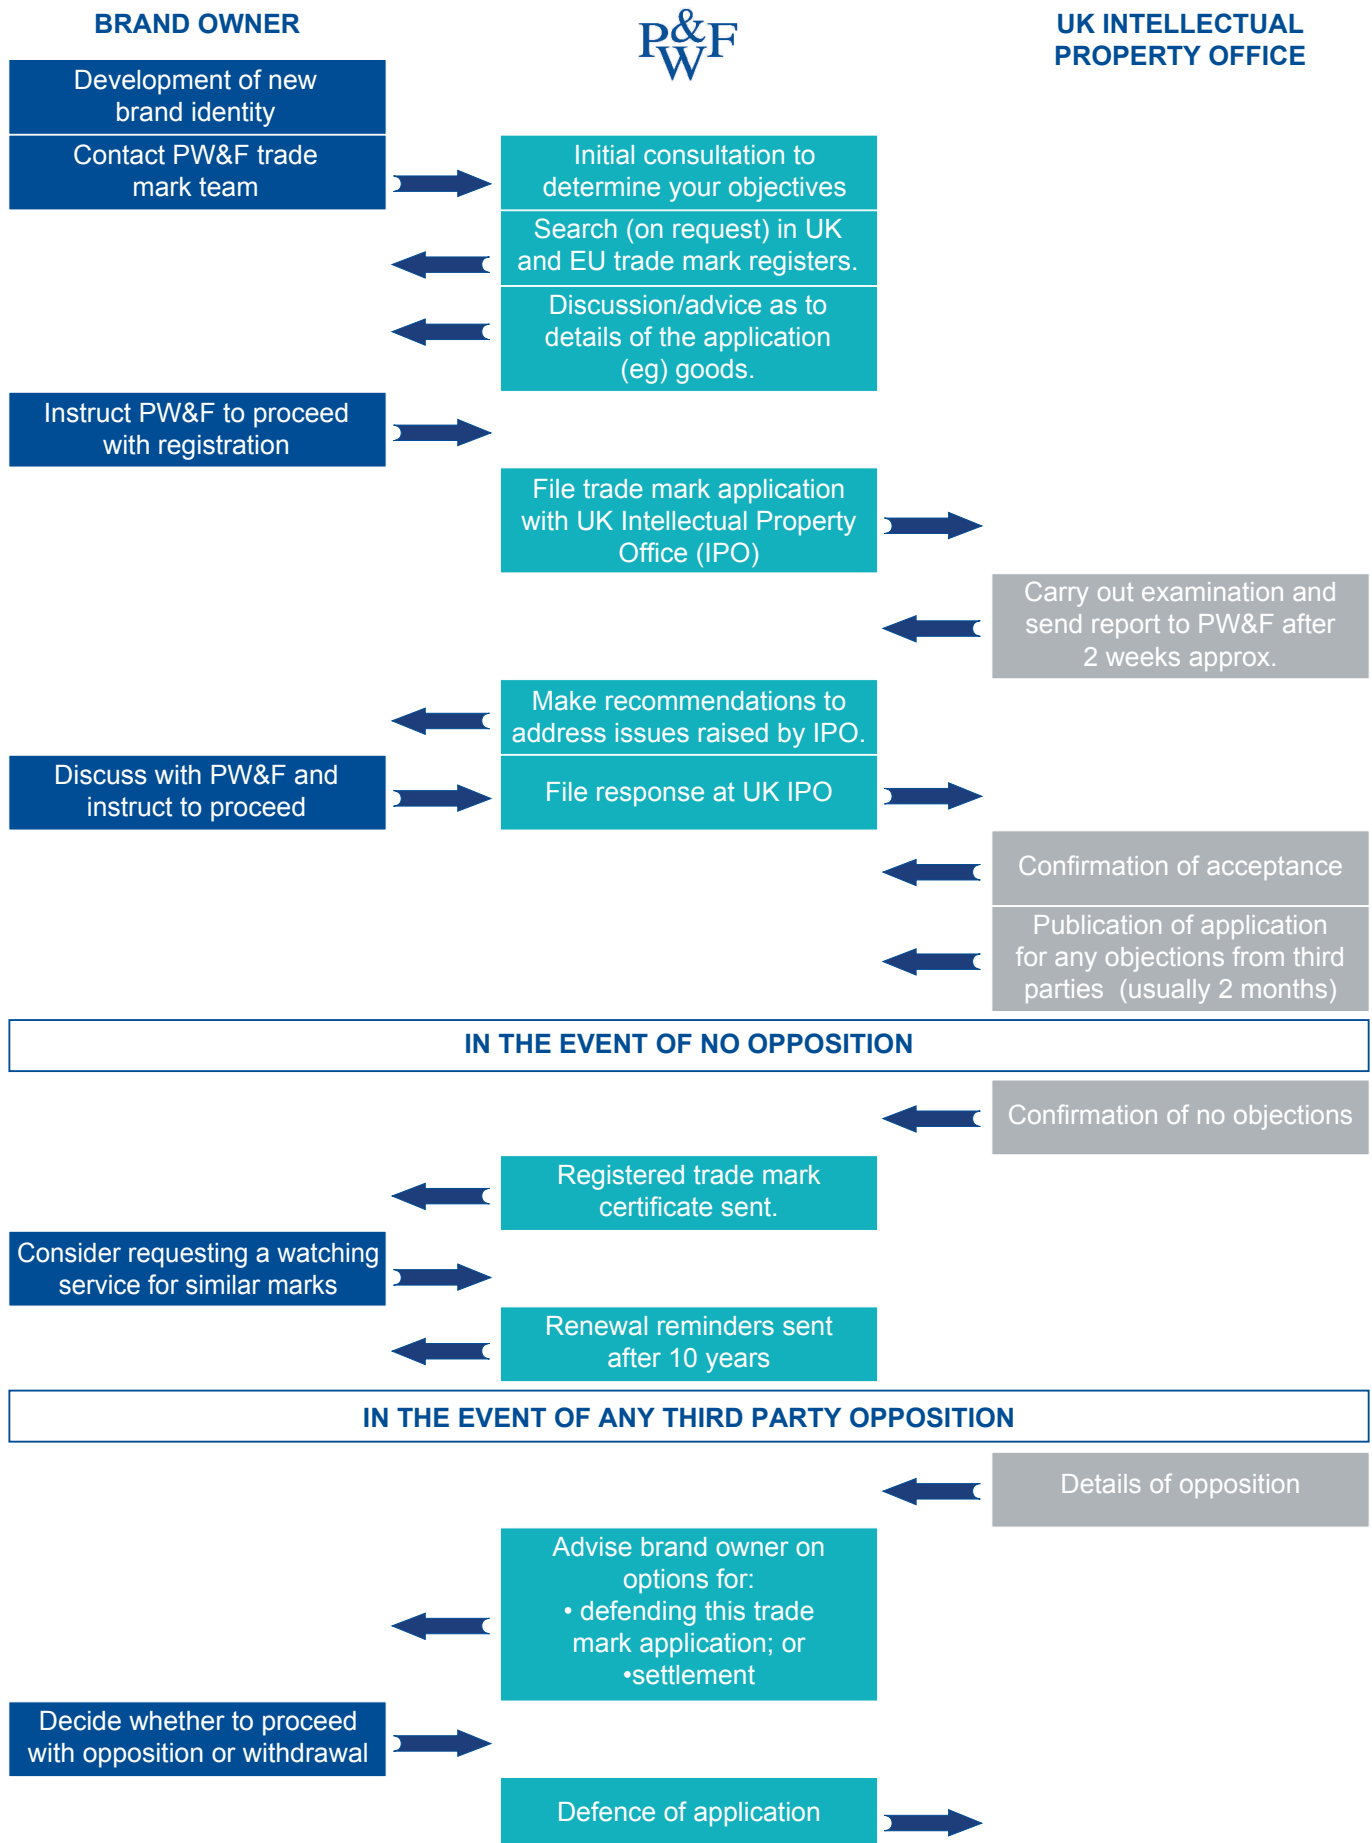 BRAND OWNER
PW&F
UK INTELLECTUAL
PROPERTY OFFICE
Development of new
brand identity
Contact PW&F trade
mark team
Initial consultation to
determine your objectives
Search (on request) in UK
and EU trade mark registers.
Discussion/advice as to
details of the application
(eg) goods.
Instruct PW&F to proceed
with registration
File trade mark application
with UK Intellectual Property
Office (IPO)
Carry out examination and
send report to PW&F after
2 weeks approx.
Make recommendations to
address issues raised by IPO.
Discuss with PW&F and
instruct to proceed
File response at UK IPO
Confirmation of acceptance
Publication of application
for any objections from third
parties  (usually 2 months)
IN THE EVENT OF NO OPPOSITION
Confirmation of no objections
Registered trade mark
certificate sent.
Consider requesting a watching
service for similar marks
Renewal reminders sent
after 10 years
IN THE EVENT OF ANY THIRD PARTY OPPOSITION
Details of opposition
Advise brand owner on
options for:
• defending this trade
mark application; or
•settlement
Decide whether to proceed
with opposition or withdrawal
Defence of application